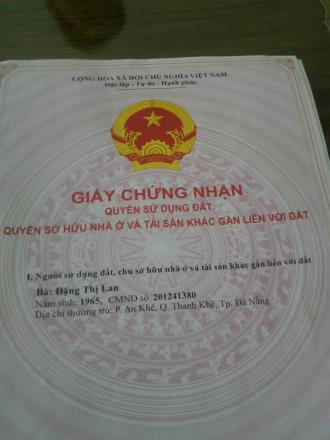 CỘNG HÒA XÃ HỘI CHỦ NGHĨA VIỆT NAM
Độc lập - Tự do - Hạnh phúc
GIẤY CHỨNG NHẬN
QUYỀN SỬ DỤNG ĐẤT
QUYỀN SỞ HỮU NHÀ Ở VÀ TÀI SẢN KHÁC GẮN LIỀN VỚI ĐẤT
I. Người sử dụng đất, chủ sở hữu nhà ở và tài sản khác gắn liền với đất
Bà: Đặng Thị Lan
Năm sinh: 1965, CMND số: 201241380
Địa chỉ thường trú: P. An Khê, Q. Thanh Khê, Tp. Đà Nẵng